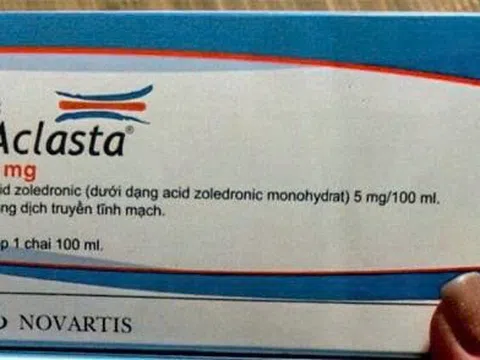 Aclasta®
mg
id zoledronic (dưới dạng acid zoledronic monohydrat) 5 mg/100 ml.
ng dịch truyền tĩnh mạch.
p 1 chai 100 ml.
NOVARTIS